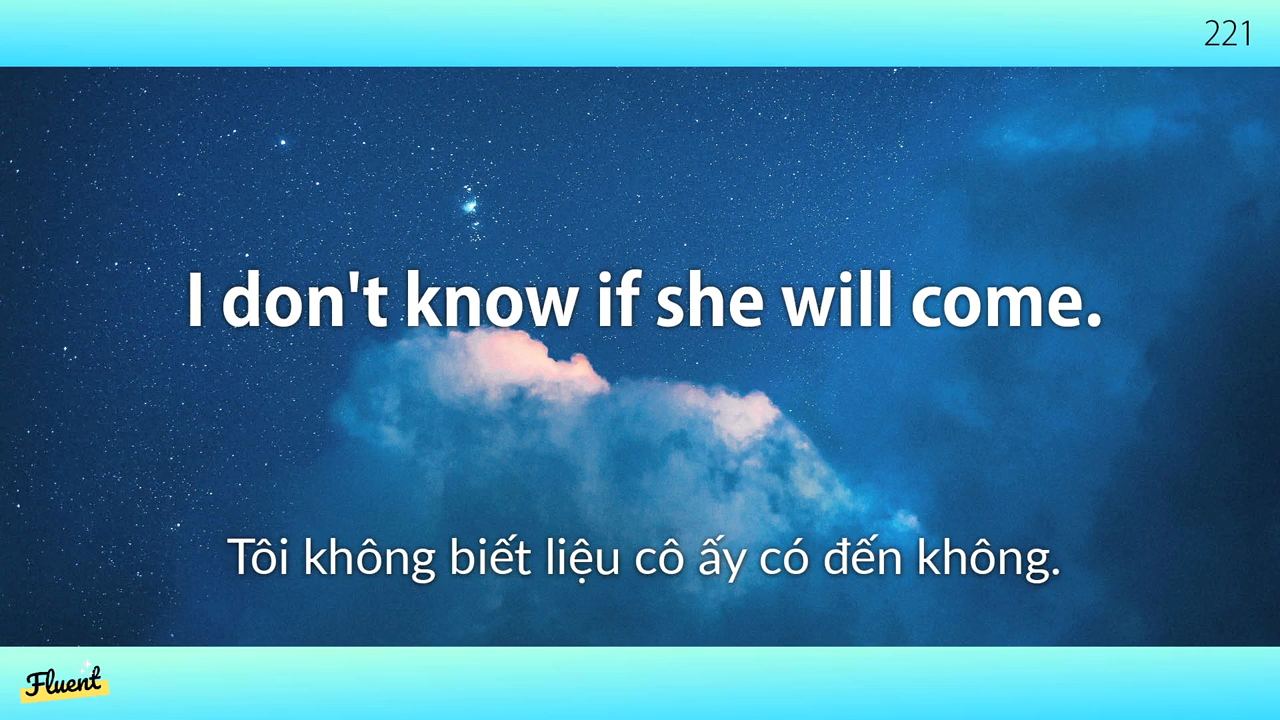 221
I don't know if she will come.
Tôi không biết liệu cô ấy có đến không.
Fluent